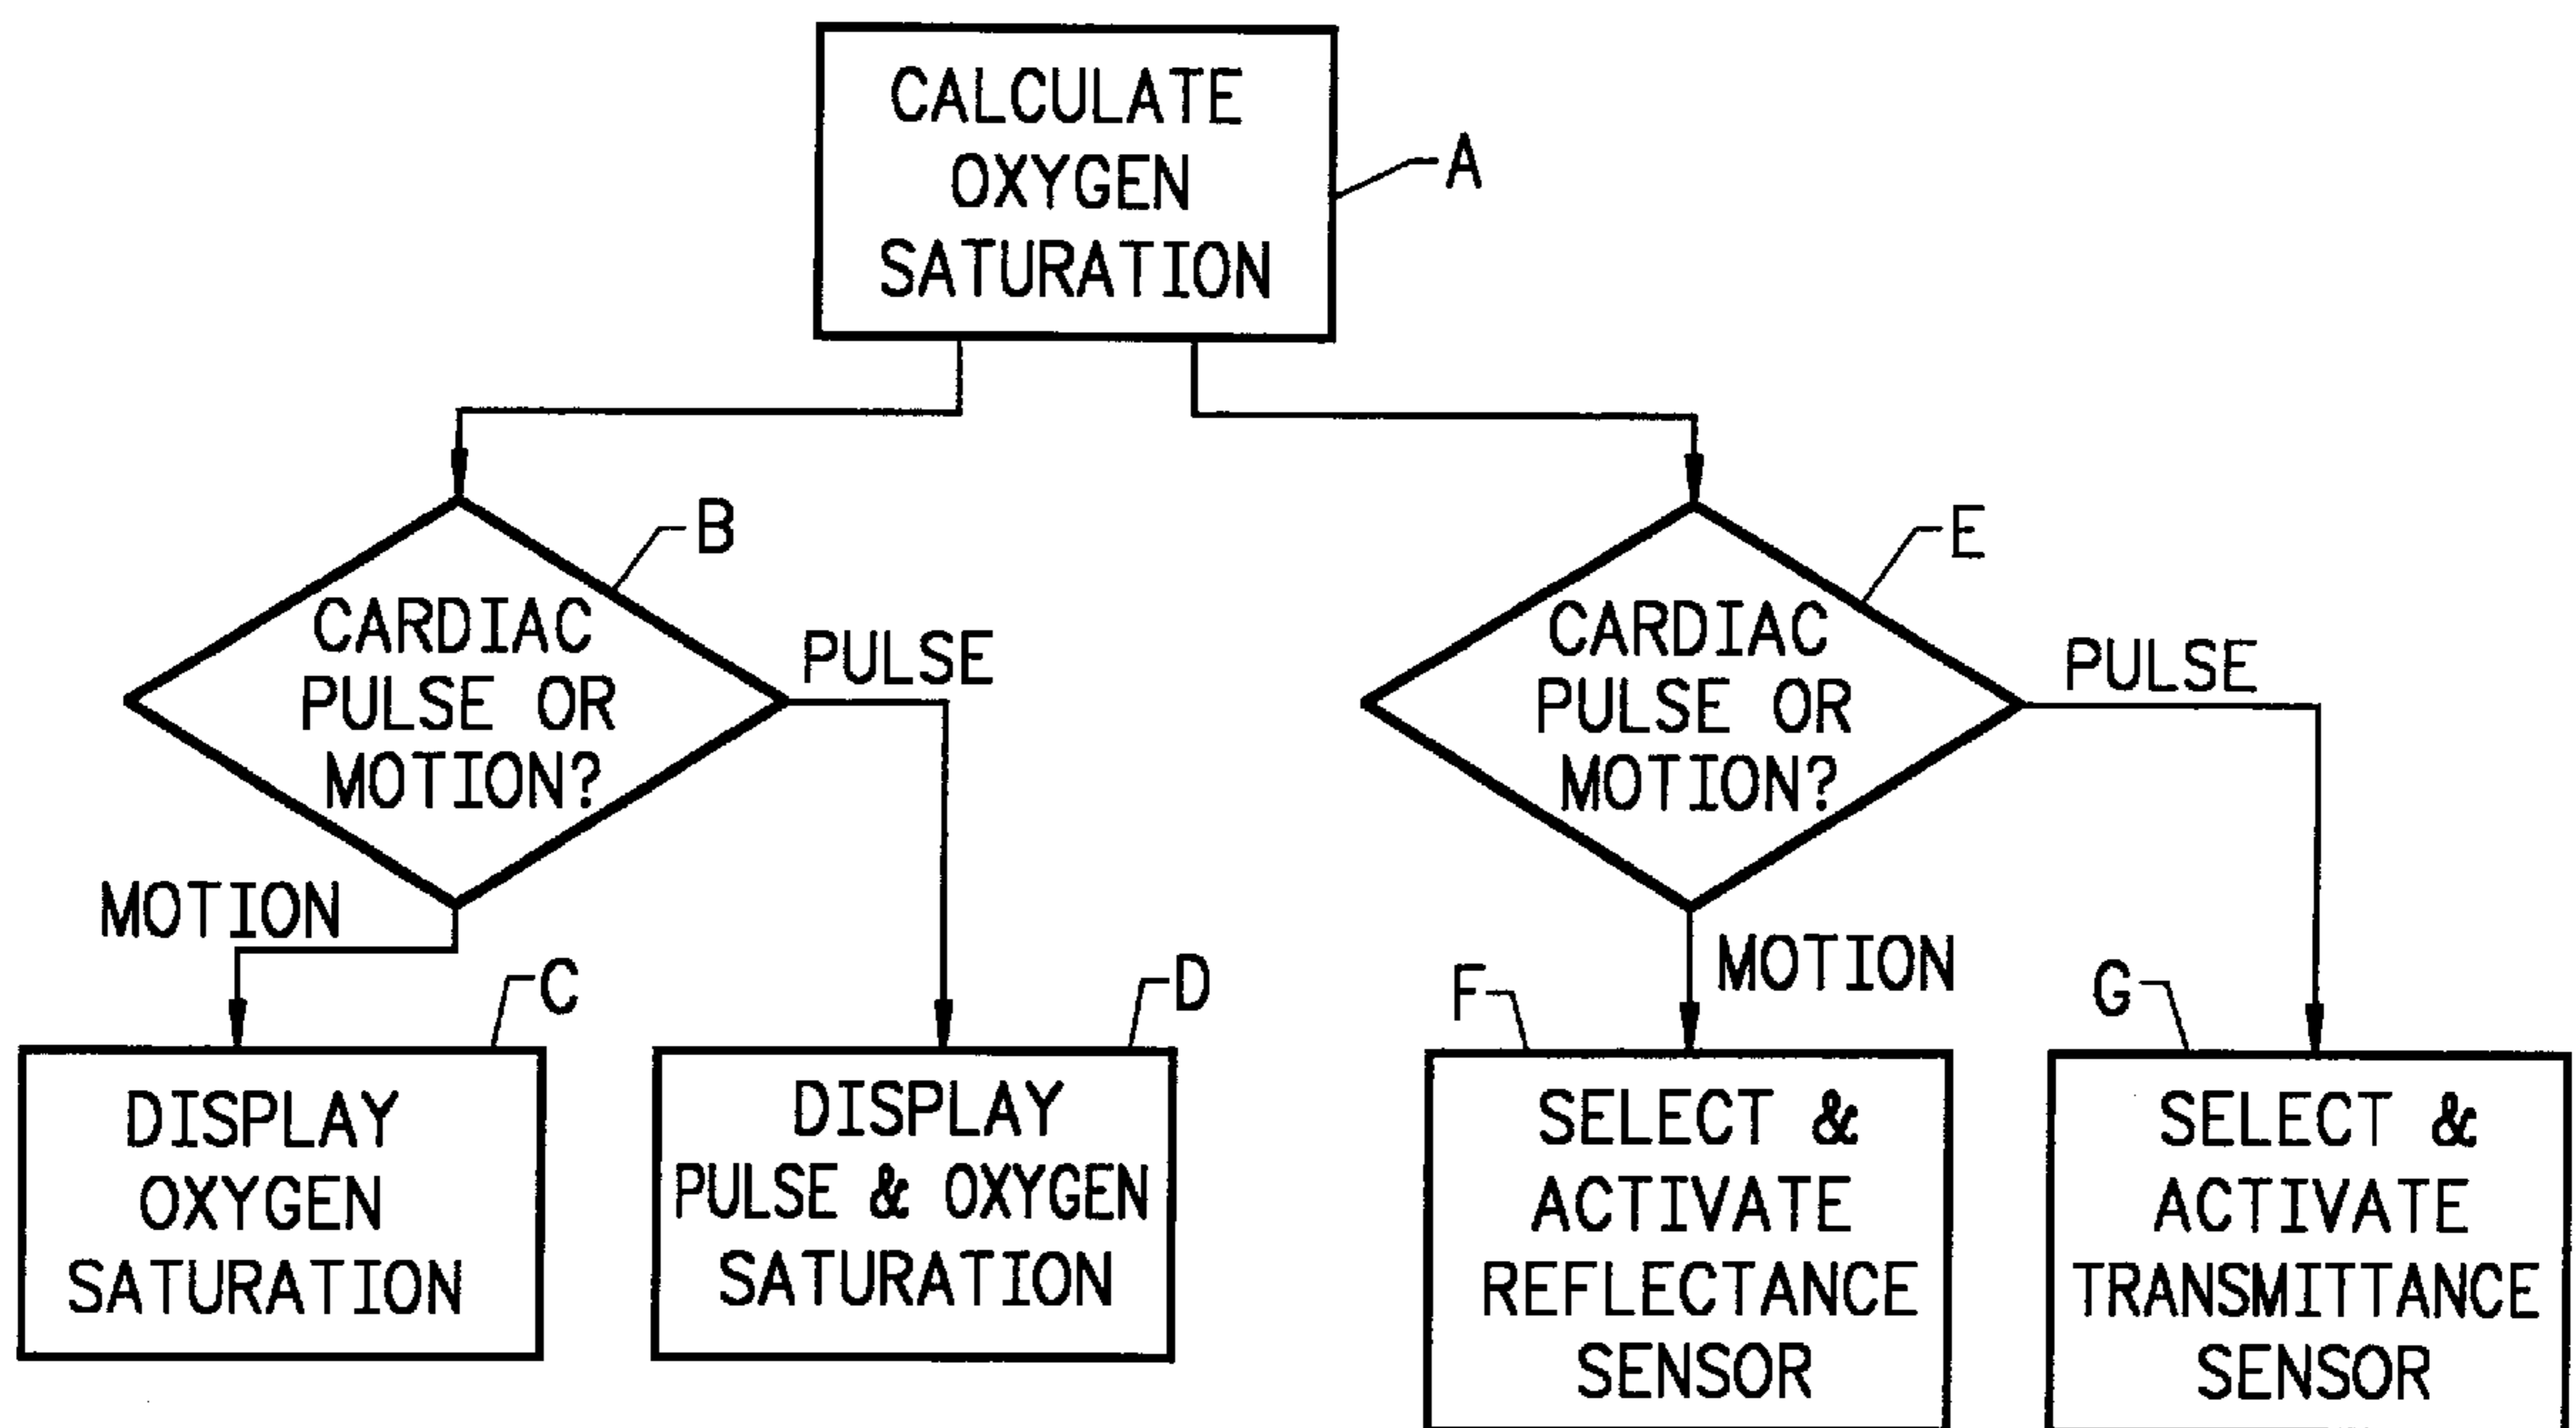 CALCULATE
OXYGEN
SATURATION
A
B
CARDIAC
PULSE OR
MOTION?
PULSE
MOTION
E
CARDIAC
PULSE OR
MOTION?
PULSE
MOTION
C
DISPLAY
OXYGEN
SATURATION
D
DISPLAY
PULSE & OXYGEN
SATURATION
F
SELECT &
ACTIVATE
REFLECTANCE
SENSOR
G
SELECT &
ACTIVATE
TRANSMITTANCE
SENSOR